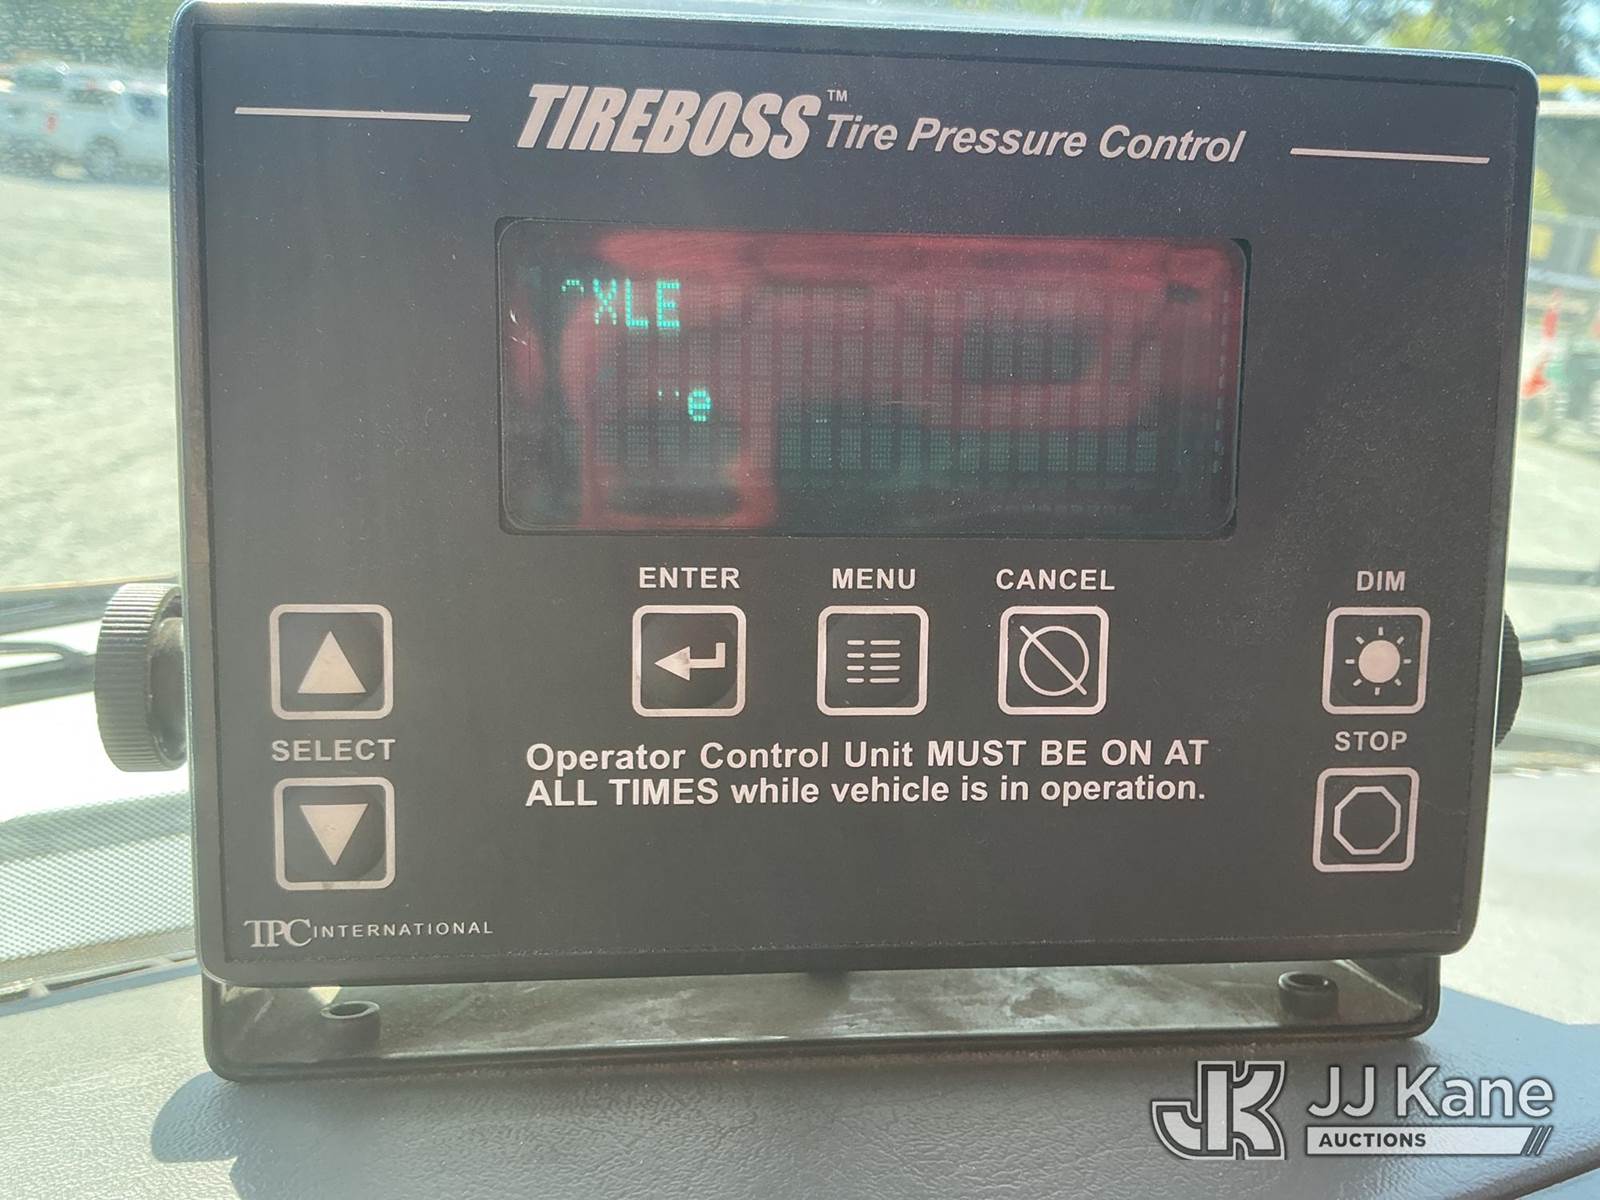 TIREBOSS™ Tire Pressure Control
ENTER MENU CANCEL DIM
SELECT
STOP
Operator Control Unit MUST BE ON AT
ALL TIMES while vehicle is in operation.
TPC INTERNATIONAL
JK JJ Kane
AUCTIONS